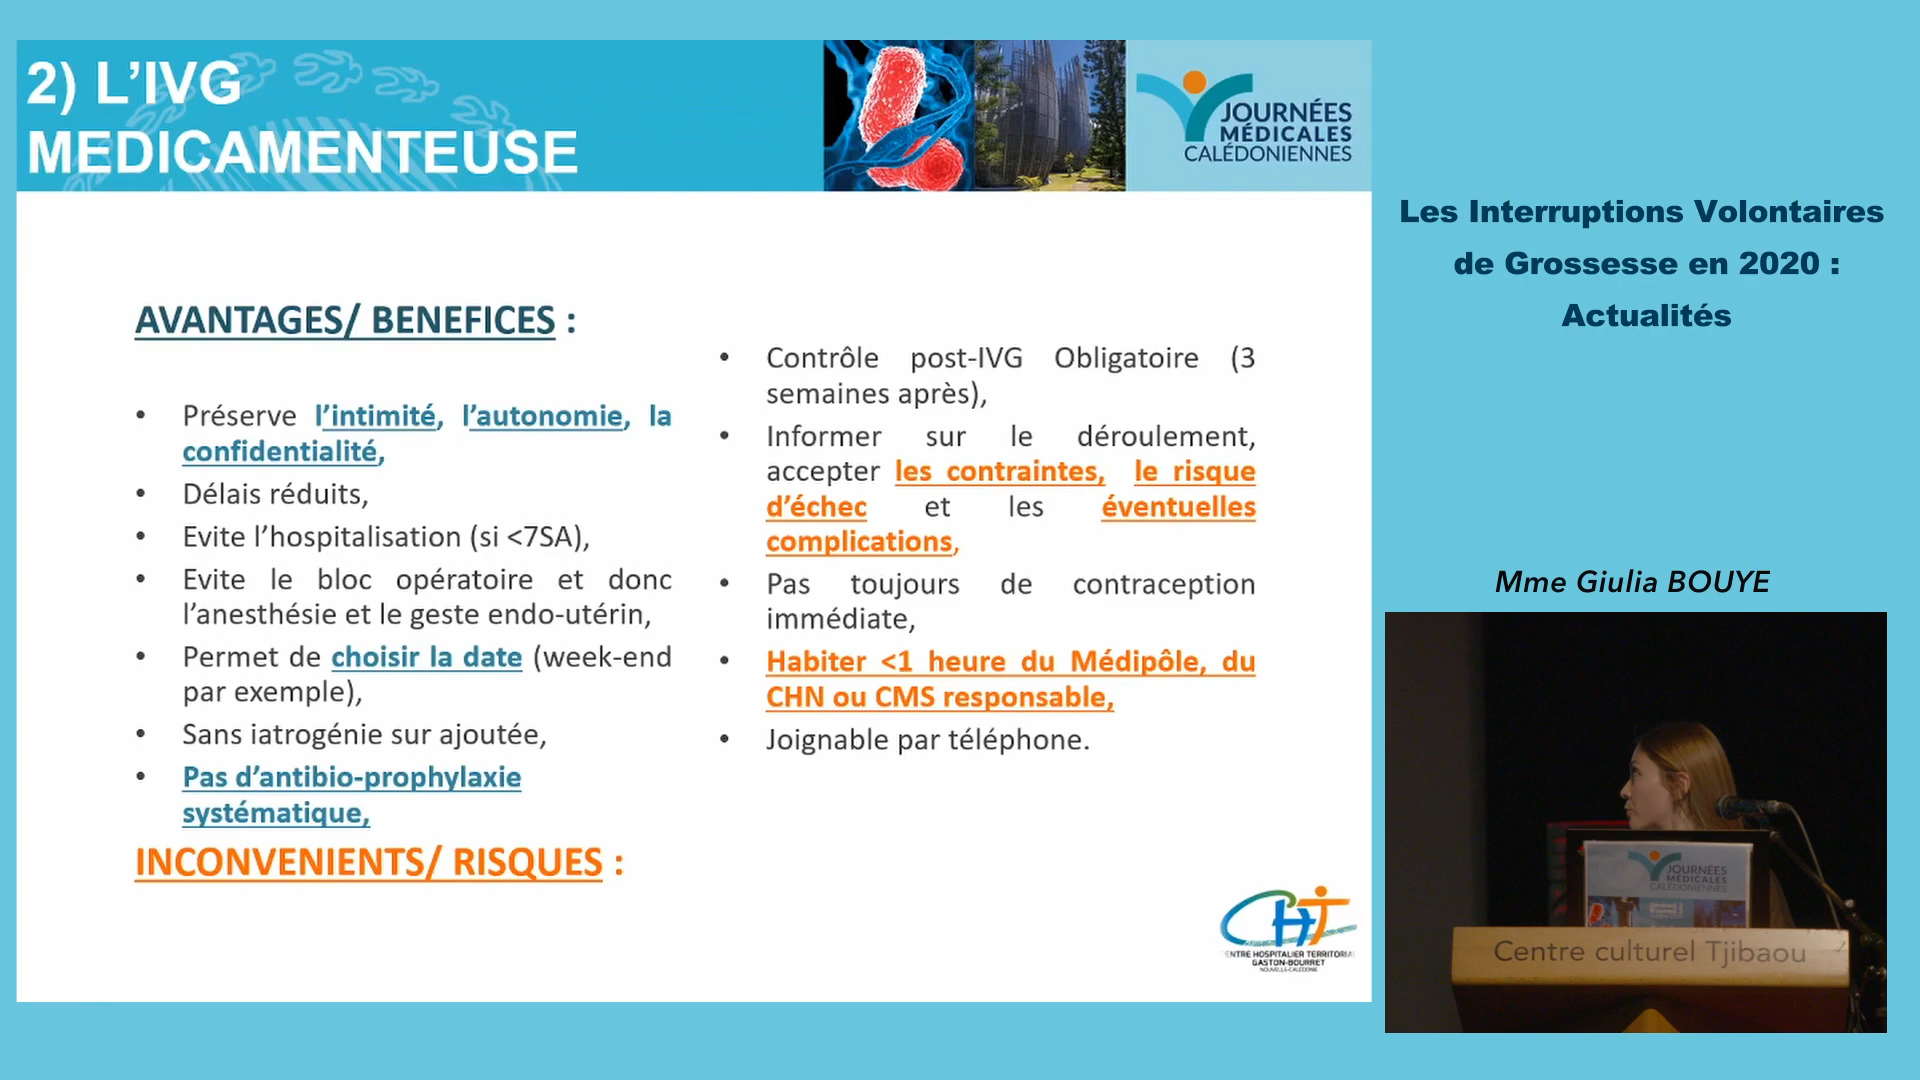 2) L’IVG
MEDICAMENTEUSE
JOURNÉES
MÉDICALES
CALÉDONIENNES
AVANTAGES/ BENEFICES :
• Préserve l’intimité, l’autonomie, la
confidentialité,
• Délais réduits,
• Evite l’hospitalisation (si <7SA),
• Evite le bloc opératoire et donc
l’anesthésie et le geste endo-utérin,
• Permet de choisir la date (week-end
par exemple),
• Sans iatrogénie sur ajoutée,
• Pas d’antibio-prophylaxie
systématique,
INCONVENIENTS/ RISQUES :
• Contrôle post-IVG Obligatoire (3
semaines après),
• Informer sur le déroulement,
accepter les contraintes, le risque
d’échec et les éventuelles
complications,
• Pas toujours de contraception
immédiate,
• Habiter <1 heure du Médipôle, du
CHN ou CMS responsable,
• Joignable par téléphone.
CHT
CENTRE HOSPITALIER TERRITORIAL
GASTON-BOURRET
NOUVELLE-CALÉDONIE
Les Interruptions Volontaires
de Grossesse en 2020 :
Actualités
Mme Giulia BOUYE
JOURNÉES
MÉDICALES
CALÉDONIENNES
Centre culturel Tjibaou